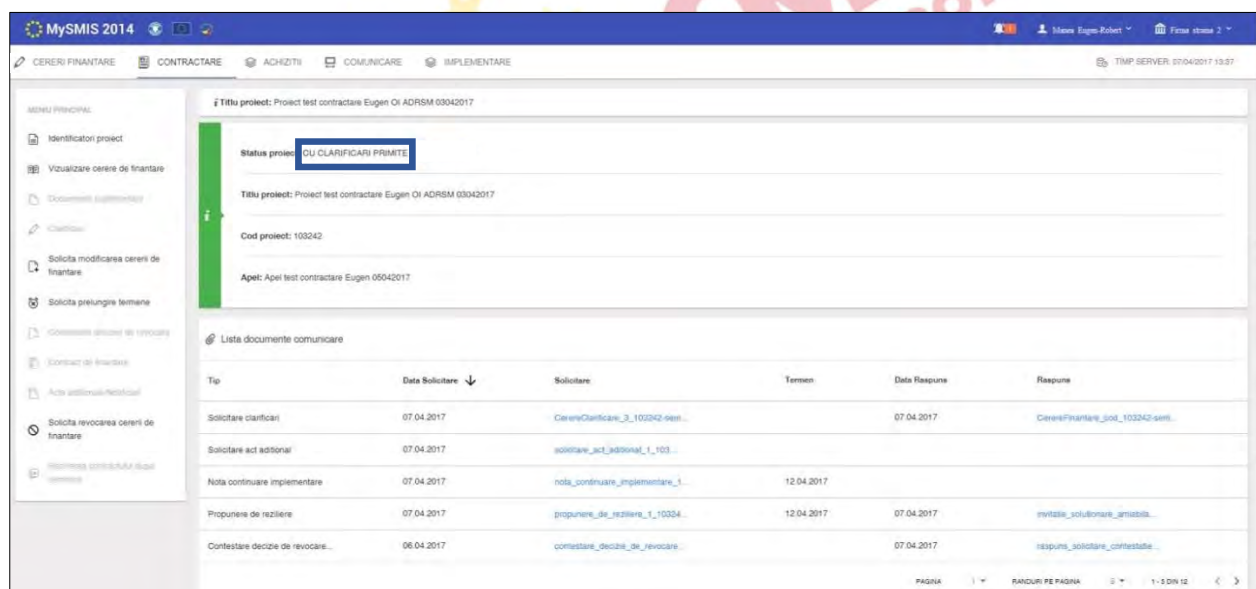 MySMIS 2014
Manea Eugen-Robert
Firma straina 2
CERERI FINANTARE
CONTRACTARE
ACHIZITII
COMUNICARE
IMPLEMENTARE
TIMP SERVER: 07/04/2017 13:37
MENIU PRINCIPAL
Identificatori proiect
Vizualizare cerere de finantare
Documente suplimentare
Clarificari
Solicita modificarea cererii de
finantare
Solicita prelungire termene
Contract de finantare
Solicita revocarea cererii de
finantare
Titlu proiect: Proiect test contractare Eugen OI ADRSM 03042017
Status proiect CU CLARIFICARI PRIMITE
Titlu proiect: Proiect test contractare Eugen OI ADRSM 03042017
Cod proiect: 103242
Apel: Apel test contractare Eugen 05042017
Lista documente comunicare
Tip Data Solicitare Solicitare Termen Data Raspuns Raspuns
Solicitare clarificari 07.04.2017 CerereClarificare_3_103242-semi... 07.04.2017 CerereFinantare_cod_103242-semi...
Solicitare act aditional 07.04.2017 solicitare_act_aditional_1_103...
Nota continuare implementare 07.04.2017 nota_continuare_implementare_1... 12.04.2017
Propunere de reziliere 07.04.2017 propunere_de_reziliere_1_10324... 12.04.2017 07.04.2017 invitatie_solutionare_amiabila...
Contestare decizie de revocare... 06.04.2017 contestare_decizie_de_revocare... 07.04.2017 raspuns_solicitare_contestatie...
PAGINA 1 RANDURI PE PAGINA 5 1 - 5 DIN 12